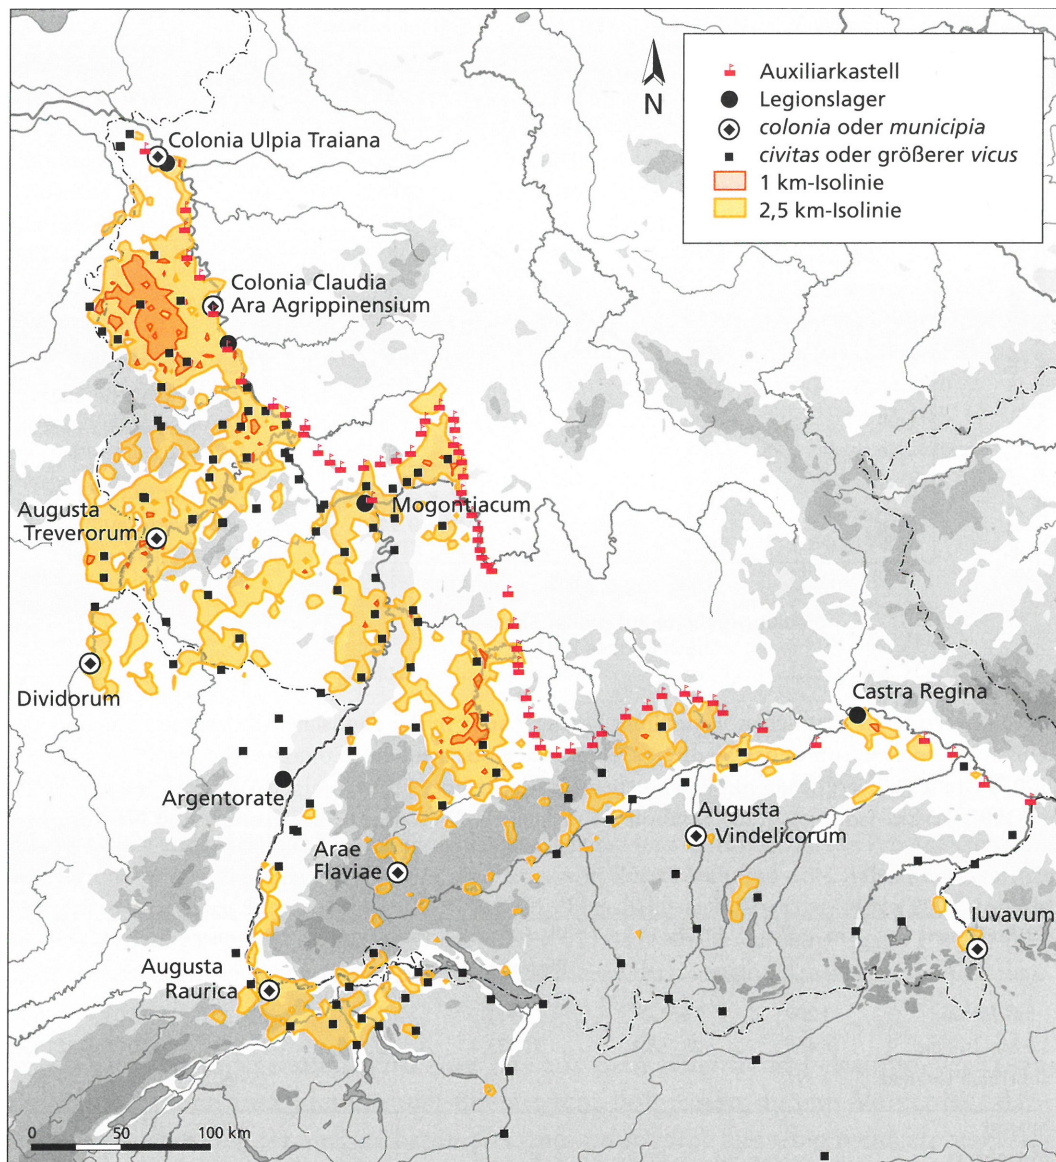 Auxiliarkastell
Legionslager
colonia oder municipia
civitas oder größerer vicus
1 km-Isolinie
2,5 km-Isolinie
N
Colonia Ulpia Traiana
Colonia Claudia
Ara Agrippinensium
Augusta
Treverorum
Mogontiacum
Dividorum
Castra Regina
Argentorate
Augusta
Vindelicorum
Arae
Flaviae
Iuvavum
Augusta
Raurica
0 50 100 km